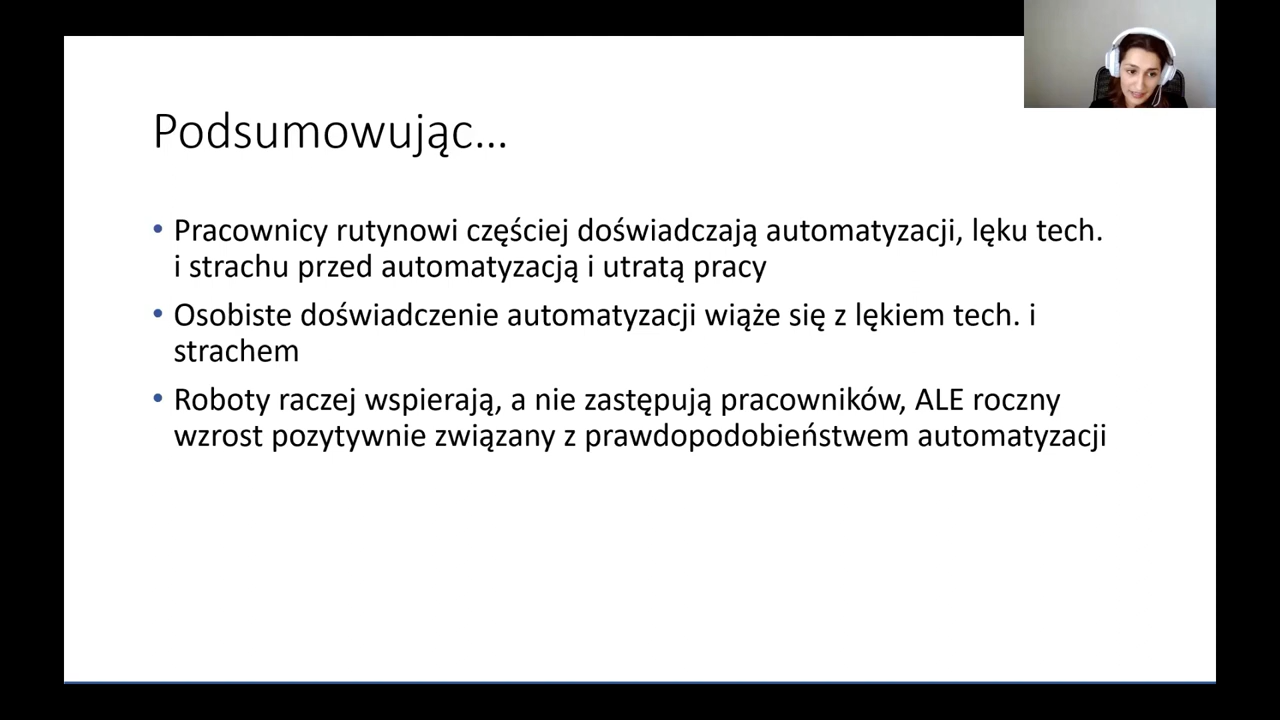 Podsumowując...
• Pracownicy rutynowi częściej doświadczają automatyzacji, lęku tech.
i strachu przed automatyzacją i utratą pracy
• Osobiste doświadczenie automatyzacji wiąże się z lękiem tech. i
strachem
• Roboty raczej wspierają, a nie zastępują pracowników, ALE roczny
wzrost pozytywnie związany z prawdopodobieństwem automatyzacji